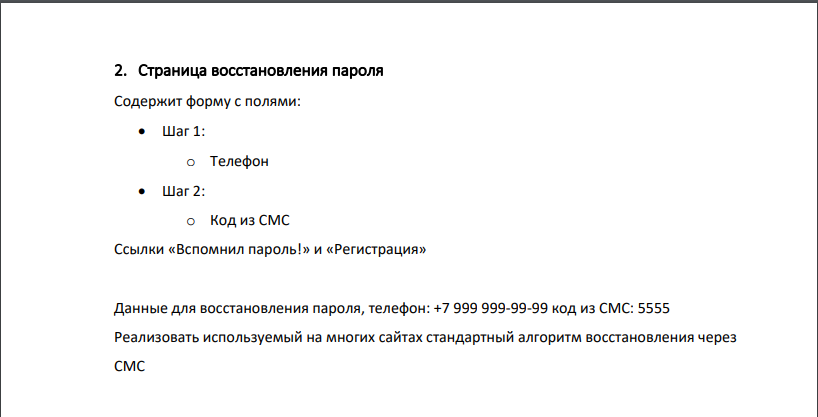 2. Страница восстановления пароля
Содержит форму с полями:
• Шаг 1:
o Телефон
• Шаг 2:
o Код из СМС
Ссылки «Вспомнил пароль!» и «Регистрация»
Данные для восстановления пароля, телефон: +7 999 999-99-99 код из СМС: 5555
Реализовать используемый на многих сайтах стандартный алгоритм восстановления через
СМС